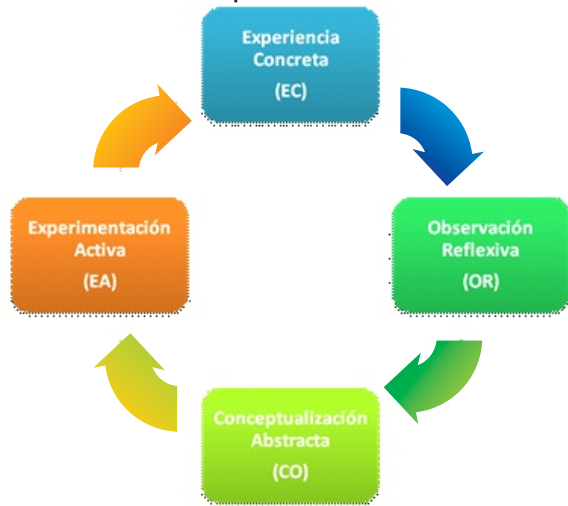 Experiencia
Concreta
(EC)
Observación
Reflexiva
(OR)
Conceptualización
Abstracta
(CO)
Experimentación
Activa
(EA)